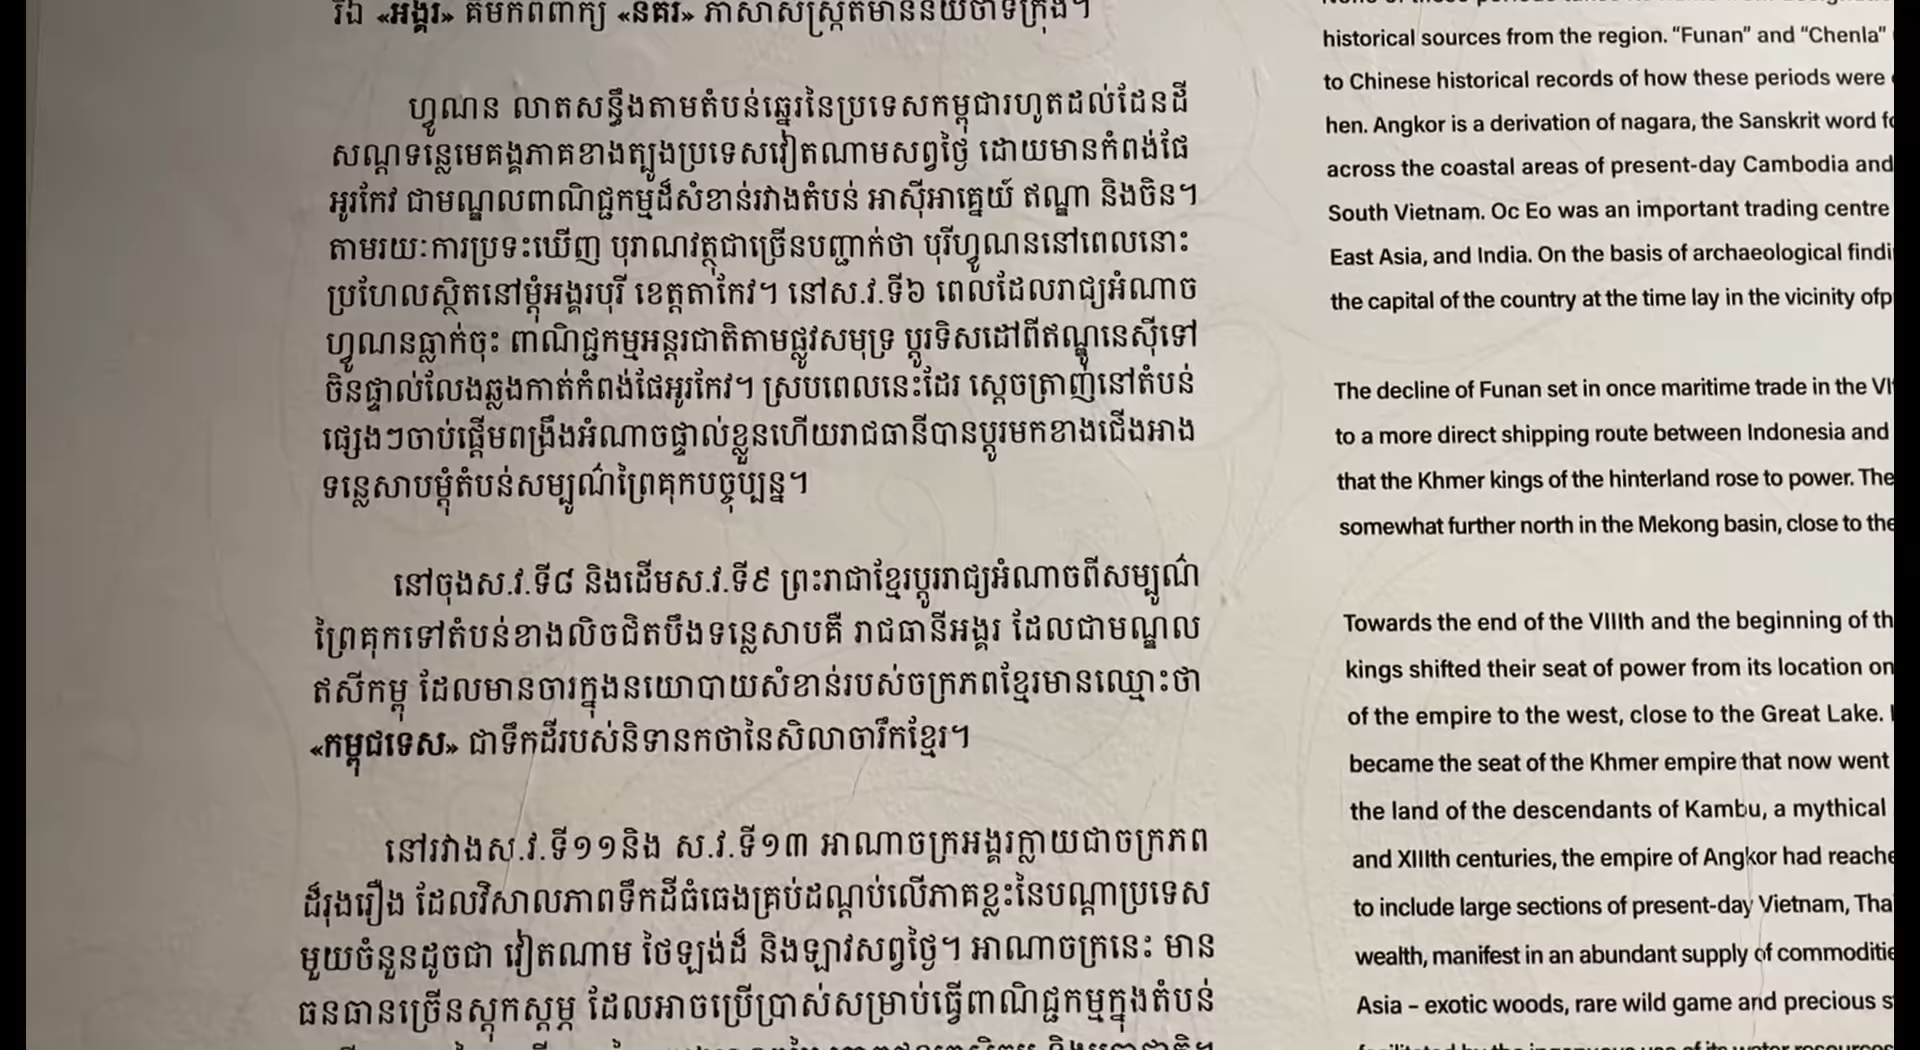 រីឯ «អង្គរ» គឺមកពីពាក្យ «នគរ» ភាសាសំស្ក្រឹតមានន័យថាទីក្រុង។
ហ្វូណន លាតសន្ធឹងតាមតំបន់ឆ្នេរនៃប្រទេសកម្ពុជារហូតដល់ដែនដី
សណ្តទន្លេមេគង្គភាគខាងត្បូងប្រទេសវៀតណាមសព្វថ្ងៃ ដោយមានកំពង់ផែ
អូរកែវ ជាមណ្ឌលពាណិជ្ជកម្មដ៏សំខាន់រវាងតំបន់ អាស៊ីអាគ្នេយ៍ ឥណ្ឌា និងចិន។
តាមរយៈការប្រទះឃើញ បុរាណវត្ថុជាច្រើនបញ្ជាក់ថា បុរីហ្វូណននៅពេលនោះ
ប្រហែលស្ថិតនៅម្តុំអង្គរបុរី ខេត្តតាកែវ។ នៅស.វ.ទី៦ ពេលដែលរាជ្យអំណាច
ហ្វូណនធ្លាក់ចុះ ពាណិជ្ជកម្មអន្តរជាតិតាមផ្លូវសមុទ្រ ប្តូរទិសដៅពីឥណ្ឌូនេស៊ីទៅ
ចិនផ្ទាល់លែងឆ្លងកាត់កំពង់ផែអូរកែវ។ ស្របពេលនេះដែរ ស្តេចត្រាញ់នៅតំបន់
ផ្សេងៗចាប់ផ្តើមពង្រឹងអំណាចផ្ទាល់ខ្លួនហើយរាជធានីបានប្តូរមកខាងជើងអាង
ទន្លេសាបម្តុំតំបន់សម្បូណ៌ព្រៃគុកបច្ចុប្បន្ន។
នៅចុងស.វ.ទី៨ និងដើមស.វ.ទី៩ ព្រះរាជាខ្មែរប្តូររាជ្យអំណាចពីសម្បូណ៌
ព្រៃគុកទៅតំបន់ខាងលិចជិតបឹងទន្លេសាបគឺ រាជធានីអង្គរ ដែលជាមណ្ឌល
ឥសីកម្ពុ ដែលមានចារក្នុងនយោបាយសំខាន់របស់ចក្រភពខ្មែរមានឈ្មោះថា
«កម្ពុជទេស» ជាទឹកដីរបស់និទានកថានៃសិលាចារឹកខ្មែរ។
នៅរវាងស.វ.ទី១១និង ស.វ.ទី១៣ អាណាចក្រអង្គរក្លាយជាចក្រភព
ដ៏រុងរឿង ដែលវិសាលភាពទឹកដីធំធេងគ្រប់ដណ្តប់លើភាគខ្លះនៃបណ្តាប្រទេស
មួយចំនួនដូចជា វៀតណាម ថៃឡង់ដ៍ និងឡាវសព្វថ្ងៃ។ អាណាចក្រនេះ មាន
ធនធានច្រើនស្តុកស្តម្ភ ដែលអាចប្រើប្រាស់សម្រាប់ធ្វើពាណិជ្ជកម្មក្នុងតំបន់
historical sources from the region. "Funan" and "Chenla"
to Chinese historical records of how these periods were
hen. Angkor is a derivation of nagara, the Sanskrit word
across the coastal areas of present-day Cambodia and
South Vietnam. Oc Eo was an important trading centre
East Asia, and India. On the basis of archaeological
the capital of the country at the time lay in the vicinity
The decline of Funan set in once maritime trade in the
to a more direct shipping route between Indonesia and
that the Khmer kings of the hinterland rose to power. The
somewhat further north in the Mekong basin, close to the
Towards the end of the VIIIth and the beginning of
kings shifted their seat of power from its location on
of the empire to the west, close to the Great Lake.
became the seat of the Khmer empire that now went
the land of the descendants of Kambu, a mythical
and XIIIth centuries, the empire of Angkor had
to include large sections of present-day Vietnam,
wealth, manifest in an abundant supply of
Asia – exotic woods, rare wild game and precious